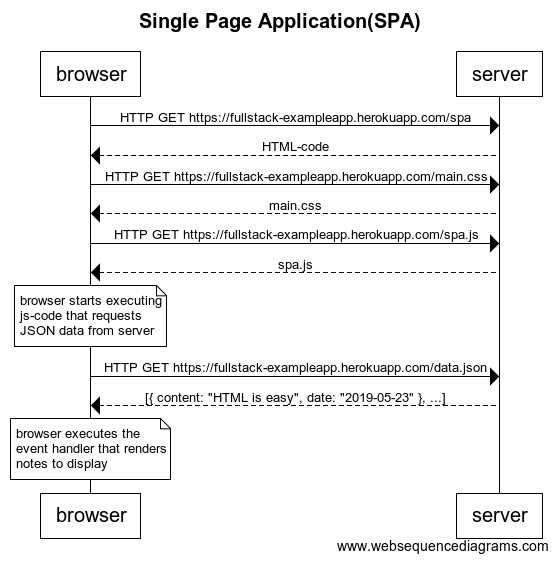 Single Page Application(SPA)
browser
server
HTTP GET https://fullstack-exampleapp.herokuapp.com/spa
HTML-code
HTTP GET https://fullstack-exampleapp.herokuapp.com/main.css
main.css
HTTP GET https://fullstack-exampleapp.herokuapp.com/spa.js
spa.js
browser starts executing
js-code that requests
JSON data from server
HTTP GET https://fullstack-exampleapp.herokuapp.com/data.json
[{ content: "HTML is easy", date: "2019-05-23" }, ...]
browser executes the
event handler that renders
notes to display
browser
server
www.websequencediagrams.com